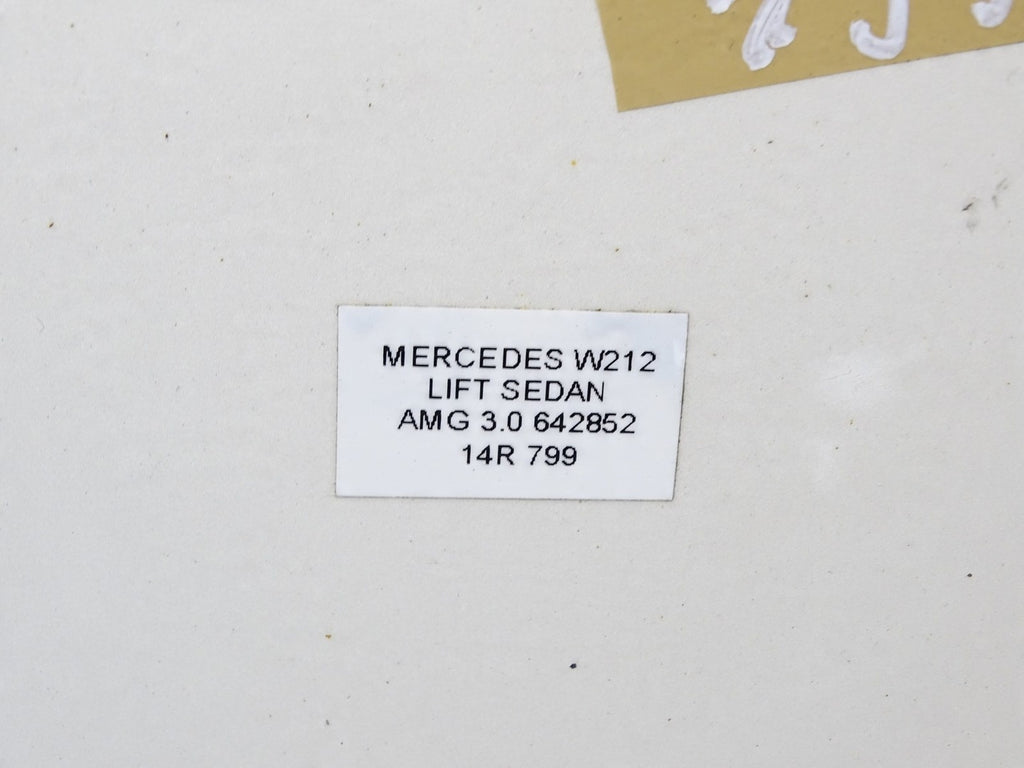 MERCEDES W212
LIFT SEDAN
AMG 3.0 642852
14R 799